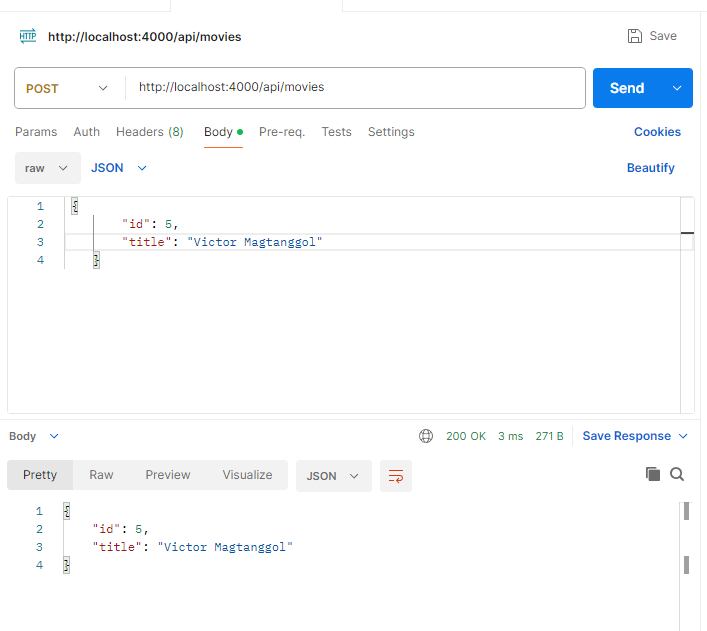 HTTP http://localhost:4000/api/movies Save
POST http://localhost:4000/api/movies Send
Params Auth Headers (8) Body Pre-req. Tests Settings Cookies
raw JSON Beautify
1 {
2 "id": 5,
3 "title": "Victor Magtanggol"
4 }
Body 200 OK 3 ms 271 B Save Response
Pretty Raw Preview Visualize JSON
1 {
2 "id": 5,
3 "title": "Victor Magtanggol"
4 }